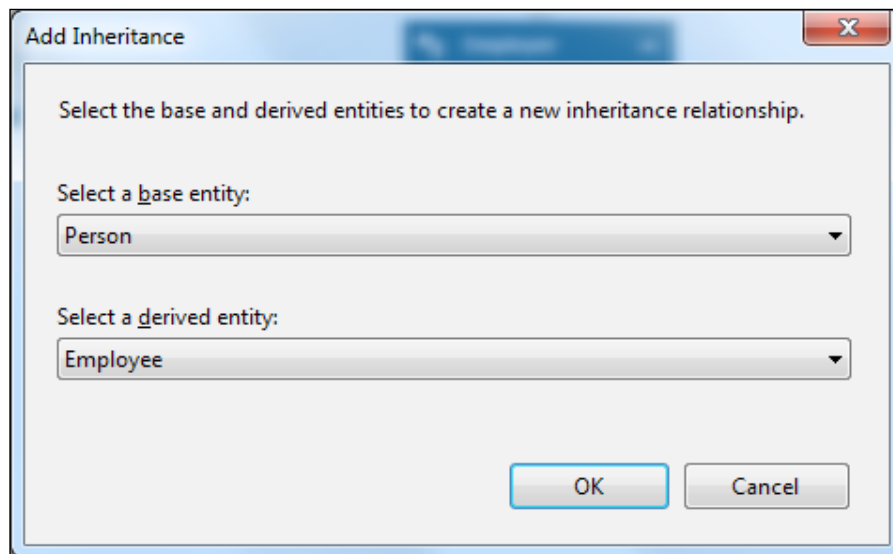 Add Inheritance
Select the base and derived entities to create a new inheritance relationship.
Select a base entity:
Person
Select a derived entity:
Employee
OK
Cancel